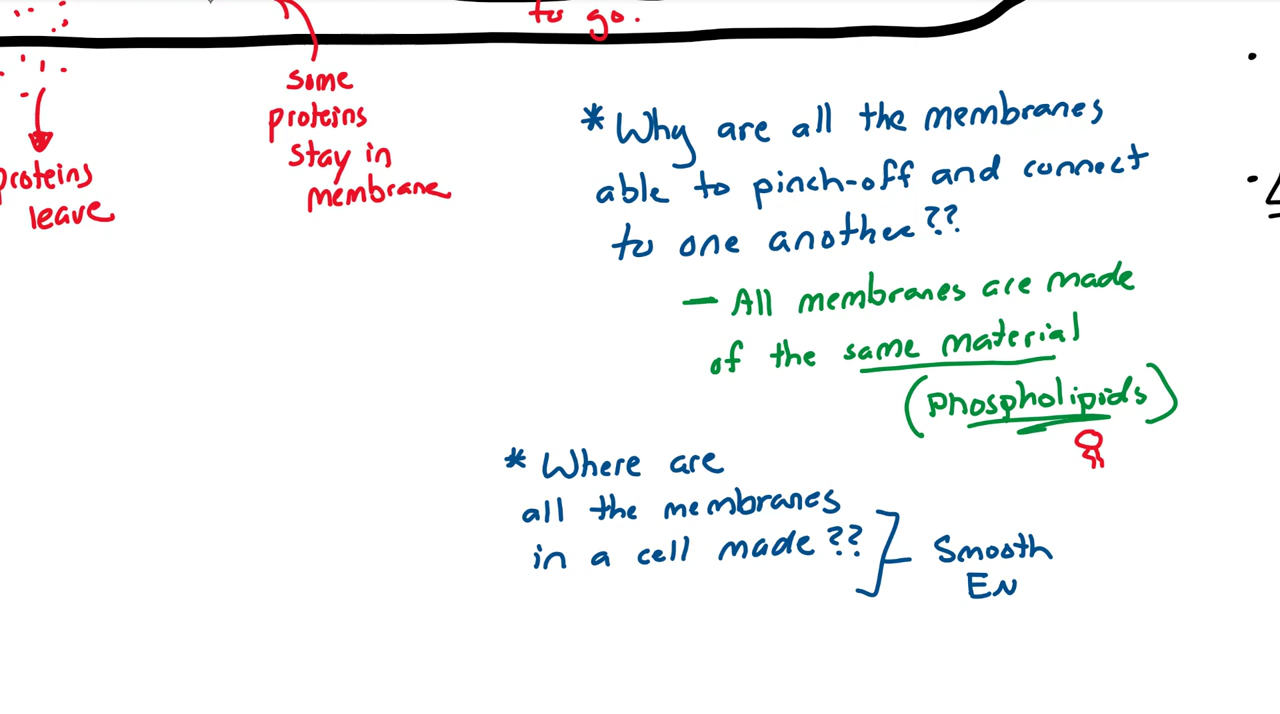 to go.
some
proteins
stay in
membrane
proteins
leave
*Why are all the membranes
able to pinch-off and connect
to one another??
- All membranes are made
of the same material
(phospholipids)
* Where are
all the membranes
in a cell made??
Smooth
EN